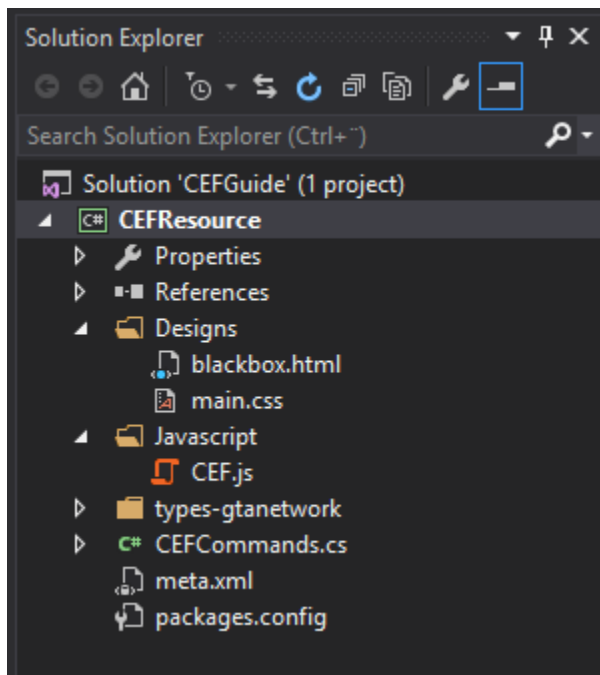 Solution Explorer
Search Solution Explorer (Ctrl+¨)
Solution 'CEFGuide' (1 project)
C# CEFResource
Properties
References
Designs
blackbox.html
main.css
Javascript
CEF.js
types-gtanetwork
C# CEFCommands.cs
meta.xml
packages.config